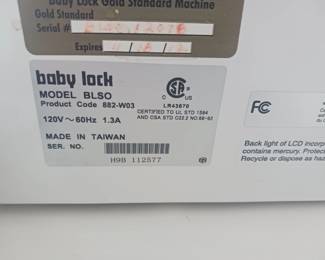 Baby Lock Gold Standard Machine
Gold Standard
Serial #
Expires
baby lock
MODEL BLSO
Product Code 882-W03
120V~60Hz 1.3A
MADE IN TAIWAN
SER. NO.
H9B 112577
LR43670
CERTIFIED TO UL STD 1594
AND CSA STD C22.2 NO.68-92
FC
Back light of LCD incorp
contains mercury. Protect
Recycle or dispose as haz